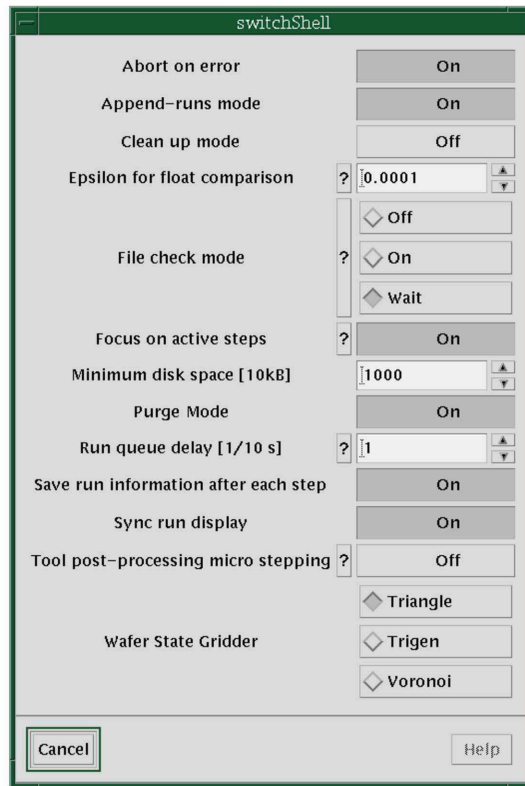 switchShell
Abort on error On
Append-runs mode On
Clean up mode Off
Epsilon for float comparison ? 0.0001
Off
File check mode ? On
Wait
Focus on active steps ? On
Minimum disk space [10kB] 1000
Purge Mode On
Run queue delay [1/10 s] ? 1
Save run information after each step On
Sync run display On
Tool post-processing micro stepping ? Off
Triangle
Wafer State Gridder Trigen
Voronoi
Cancel Help